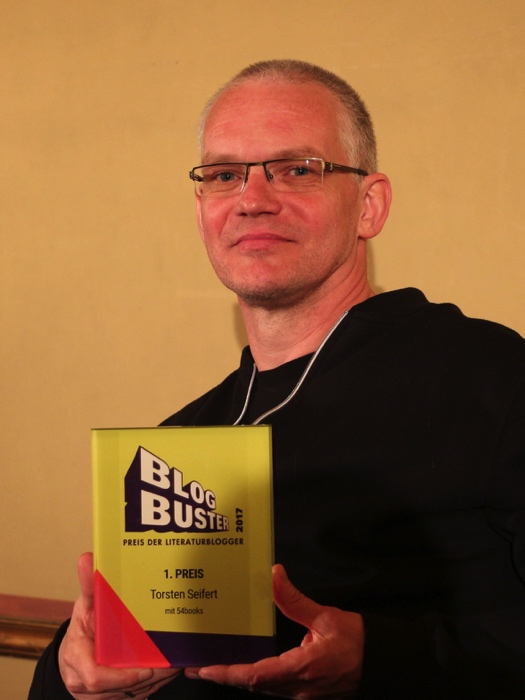 BLOG
BUSTER
2017
PREIS DER LITERATURBLOGGER
1. PREIS
Torsten Seifert
mit 54books